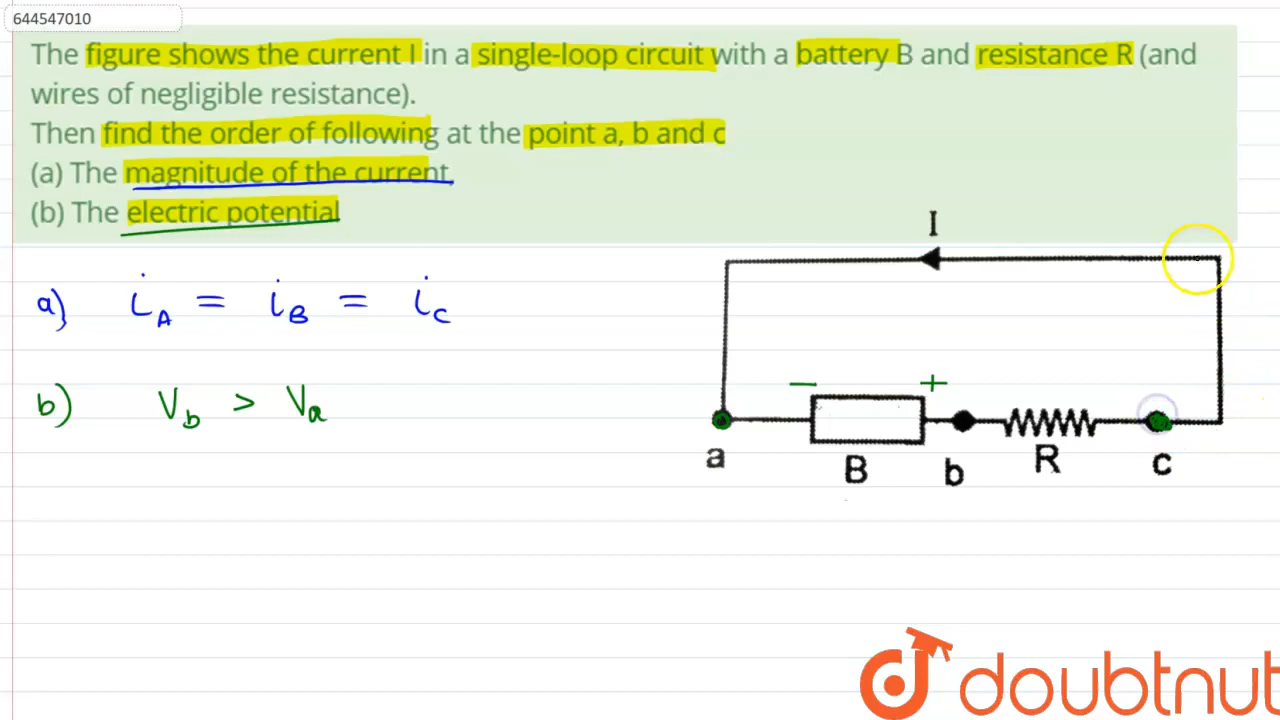 644547010
The figure shows the current I in a single-loop circuit with a battery B and resistance R (and
wires of negligible resistance).
Then find the order of following at the point a, b and c
(a) The magnitude of the current,
(b) The electric potential
I
a) i_A = i_B = i_C
b) V_b > V_a
− +
a B b R c
doubtnut